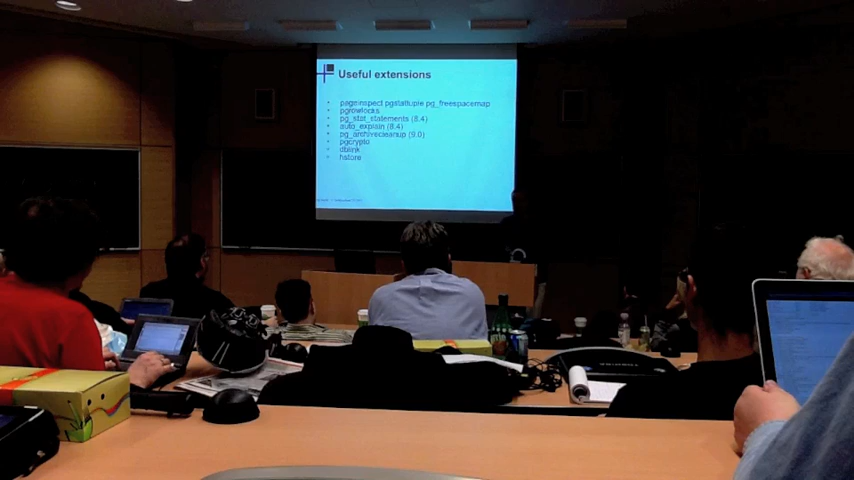 Useful extensions
pageinspect pgstattuple pg_freespacemap
pgrowlocks
pg_stat_statements (8.4)
auto_explain (8.4)
pg_archivecleanup (9.0)
pgcrypto
dblink
hstore